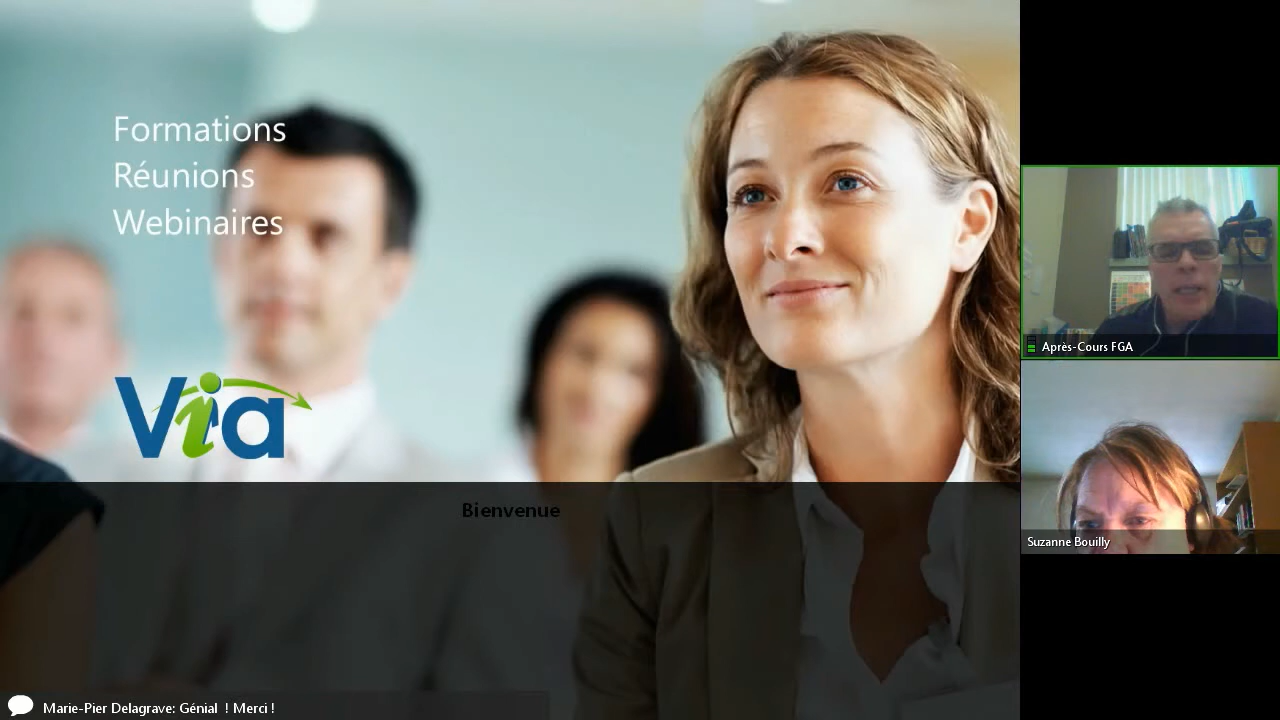 Formations
Réunions
Webinaires
Via
Bienvenue
Après-Cours FGA
Suzanne Bouilly
Marie-Pier Delagrave: Génial  ! Merci !